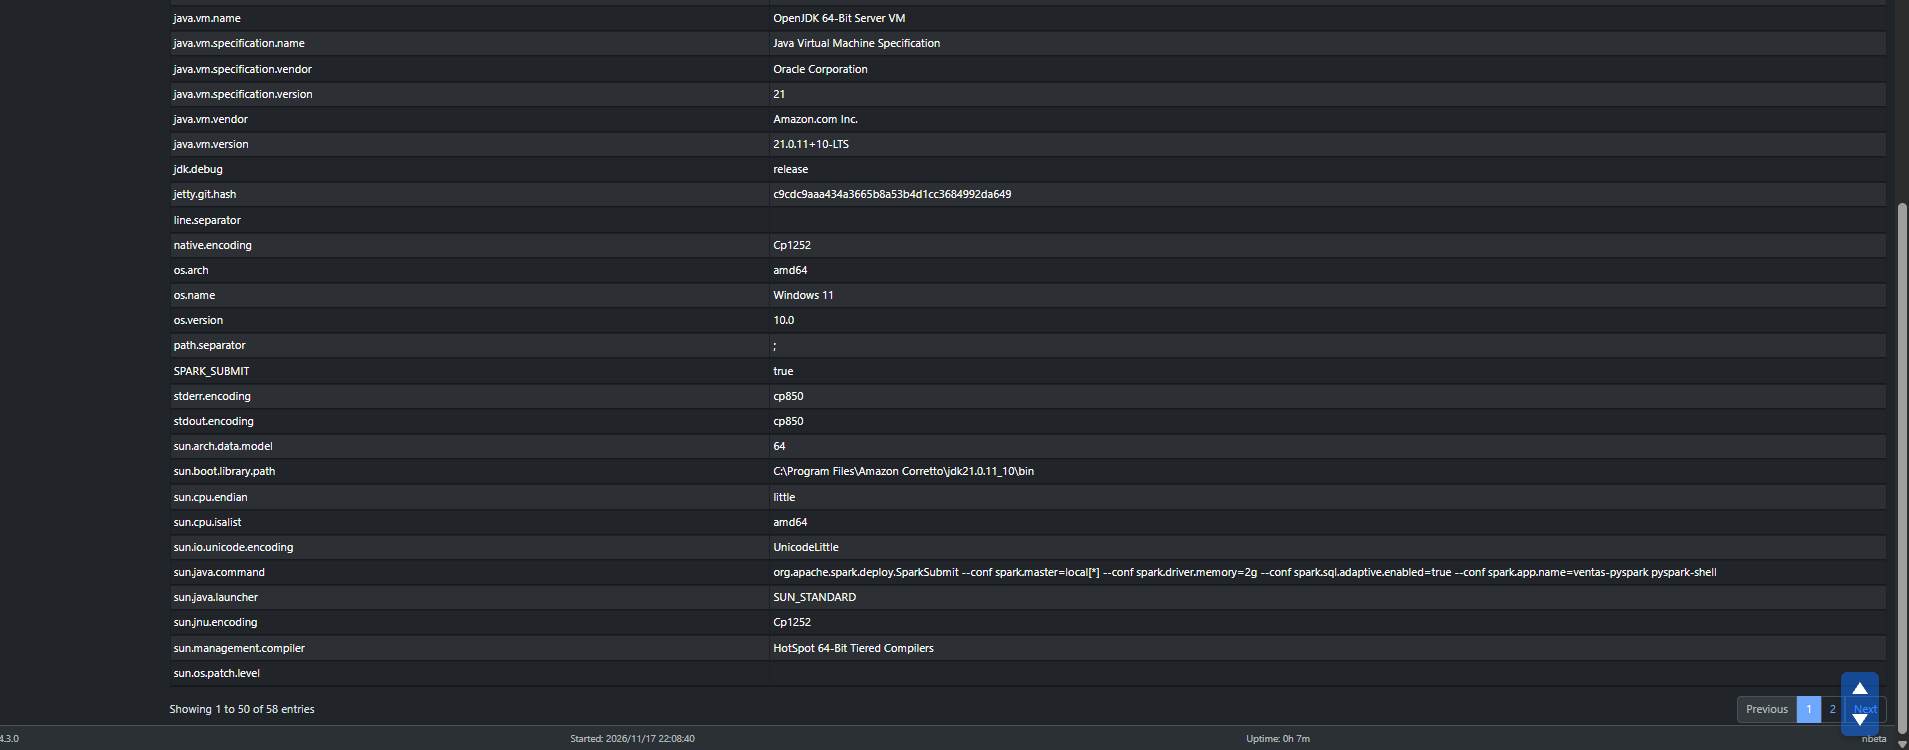 java.vm.name OpenJDK 64-Bit Server VM
java.vm.specification.name Java Virtual Machine Specification
java.vm.specification.vendor Oracle Corporation
java.vm.specification.version 21
java.vm.vendor Amazon.com Inc.
java.vm.version 21.0.11+10-LTS
jdk.debug release
jetty.git.hash c9cdc9aaa434a3665b8a53b4d1cc3684992da649
line.separator
native.encoding Cp1252
os.arch amd64
os.name Windows 11
os.version 10.0
path.separator ;
SPARK_SUBMIT true
stderr.encoding cp850
stdout.encoding cp850
sun.arch.data.model 64
sun.boot.library.path C:\Program Files\Amazon Corretto\jdk21.0.11_10\bin
sun.cpu.endian little
sun.cpu.isalist amd64
sun.io.unicode.encoding UnicodeLittle
sun.java.command org.apache.spark.deploy.SparkSubmit --conf spark.master=local[*] --conf spark.driver.memory=2g --conf spark.sql.adaptive.enabled=true --conf spark.app.name=ventas-pyspark pyspark-shell
sun.java.launcher SUN_STANDARD
sun.jnu.encoding Cp1252
sun.management.compiler HotSpot 64-Bit Tiered Compilers
sun.os.patch.level
Showing 1 to 50 of 58 entries Previous 1 2 Next
4.3.0 Started: 2026/11/17 22:08:40 Uptime: 0h 7m nbeta